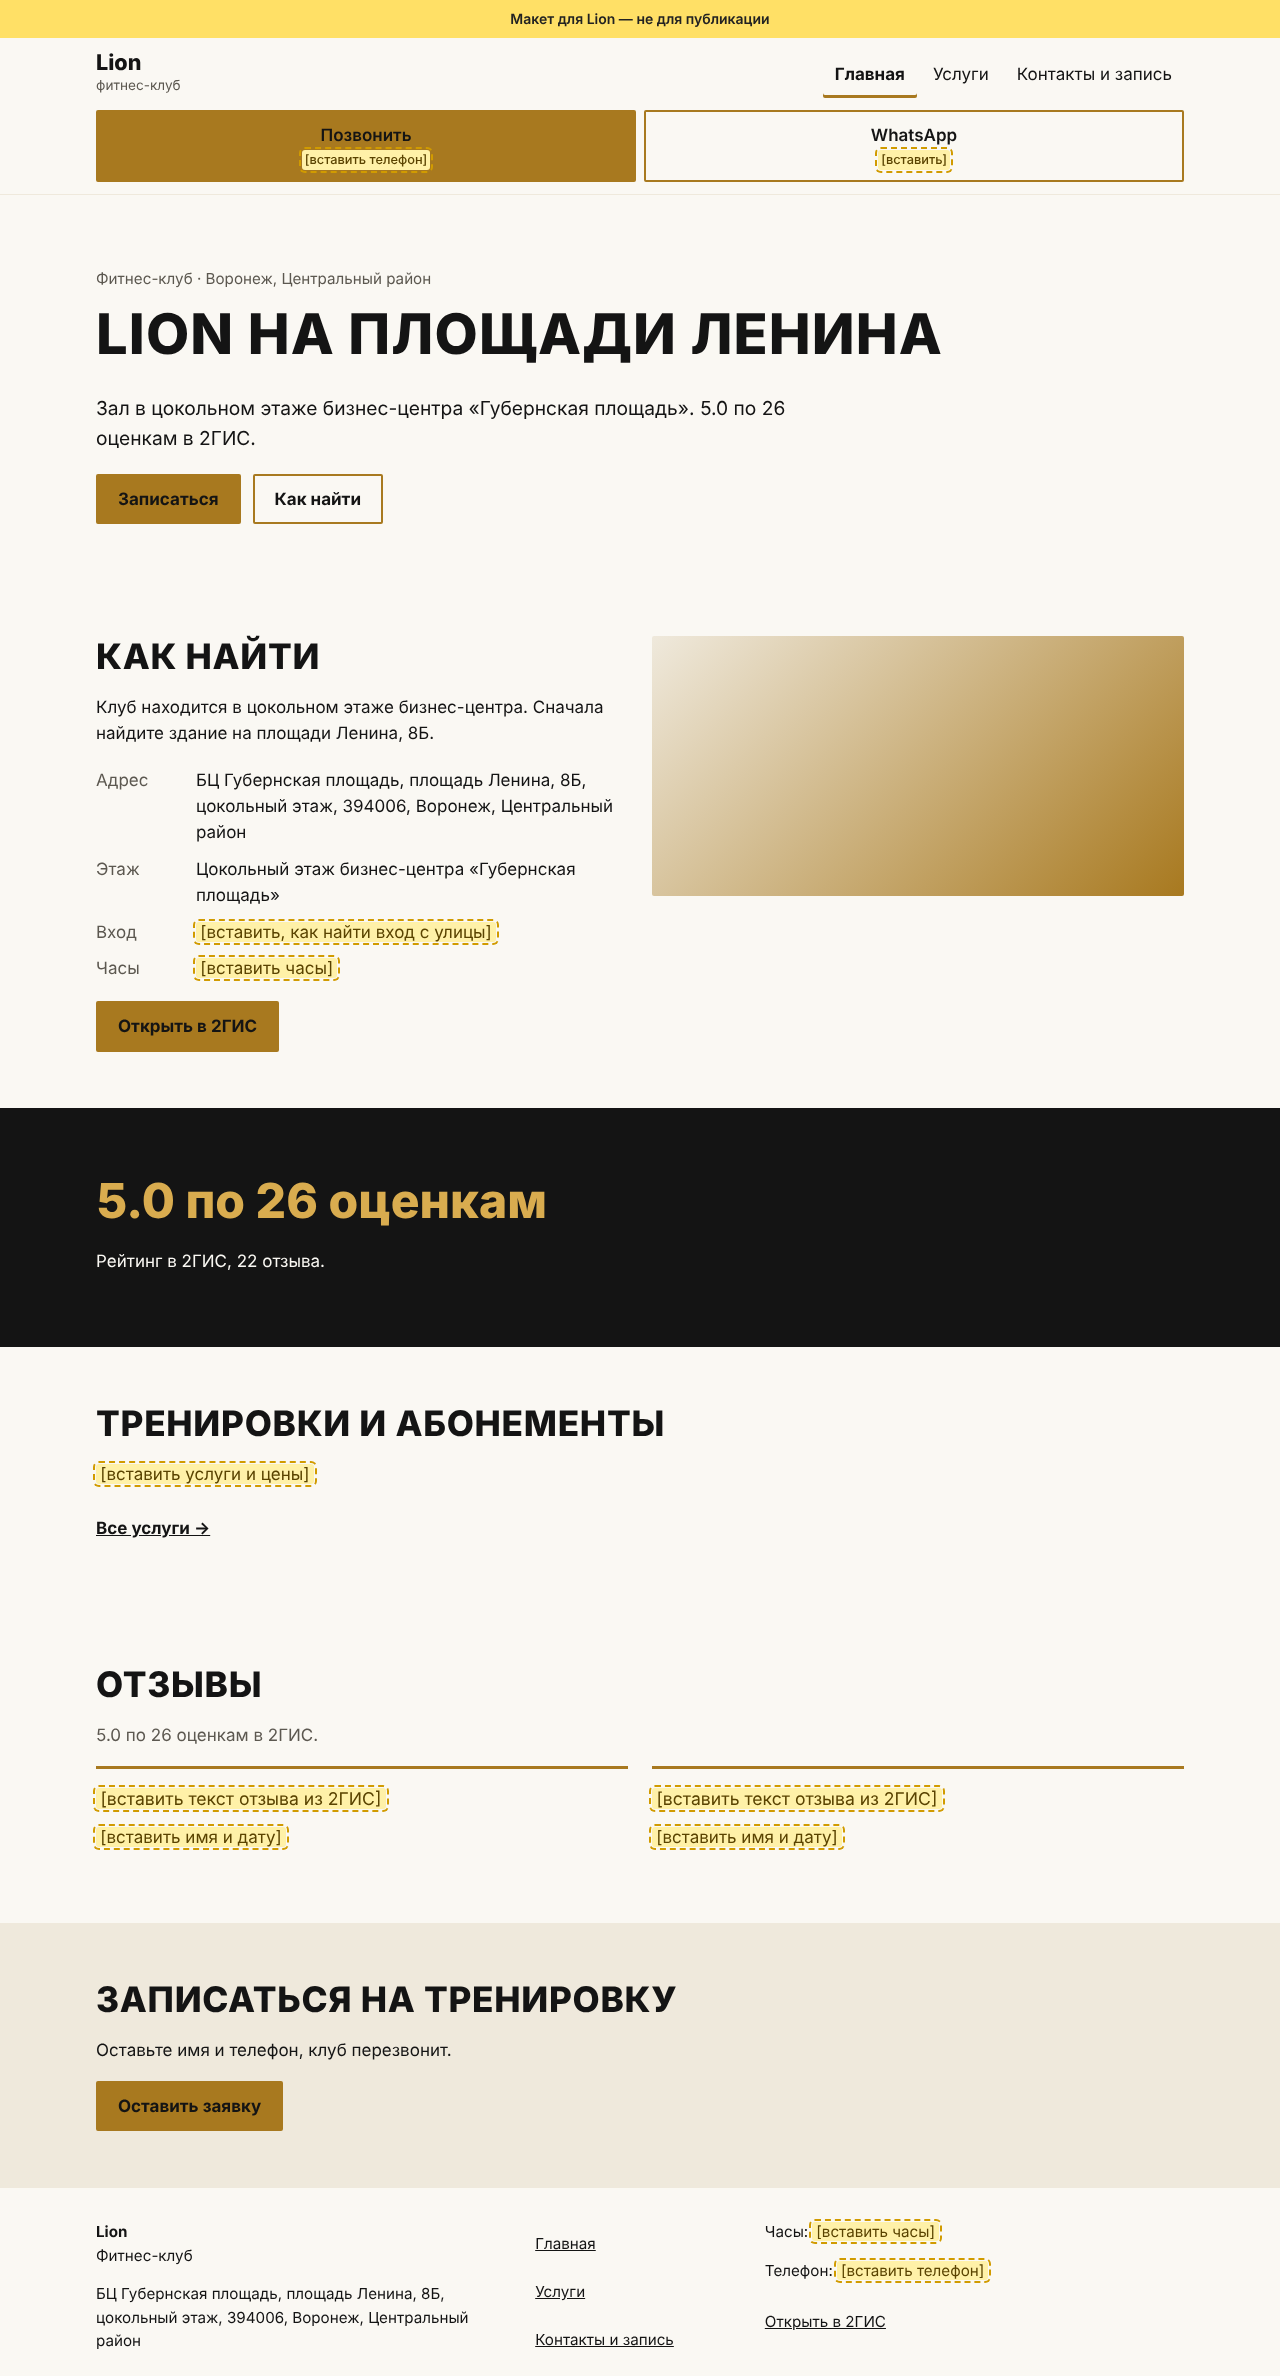 Макет для Lion — не для публикации
Lion
фитнес-клуб
Главная Услуги Контакты и запись
Позвонить
[вставить телефон]
WhatsApp
[вставить]
Фитнес-клуб · Воронеж, Центральный район
LION НА ПЛОЩАДИ ЛЕНИНА
Зал в цокольном этаже бизнес-центра «Губернская площадь». 5.0 по 26
оценкам в 2ГИС.
Записаться
Как найти
КАК НАЙТИ
Клуб находится в цокольном этаже бизнес-центра. Сначала
найдите здание на площади Ленина, 8Б.
Адрес БЦ Губернская площадь, площадь Ленина, 8Б,
цокольный этаж, 394006, Воронеж, Центральный
район
Этаж Цокольный этаж бизнес-центра «Губернская
площадь»
Вход [вставить, как найти вход с улицы]
Часы [вставить часы]
Открыть в 2ГИС
5.0 по 26 оценкам
Рейтинг в 2ГИС, 22 отзыва.
ТРЕНИРОВКИ И АБОНЕМЕНТЫ
[вставить услуги и цены]
Все услуги →
ОТЗЫВЫ
5.0 по 26 оценкам в 2ГИС.
[вставить текст отзыва из 2ГИС]
[вставить имя и дату]
[вставить текст отзыва из 2ГИС]
[вставить имя и дату]
ЗАПИСАТЬСЯ НА ТРЕНИРОВКУ
Оставьте имя и телефон, клуб перезвонит.
Оставить заявку
Lion
Фитнес-клуб
БЦ Губернская площадь, площадь Ленина, 8Б,
цокольный этаж, 394006, Воронеж, Центральный
район
Главная
Услуги
Контакты и запись
Часы: [вставить часы]
Телефон: [вставить телефон]
Открыть в 2ГИС